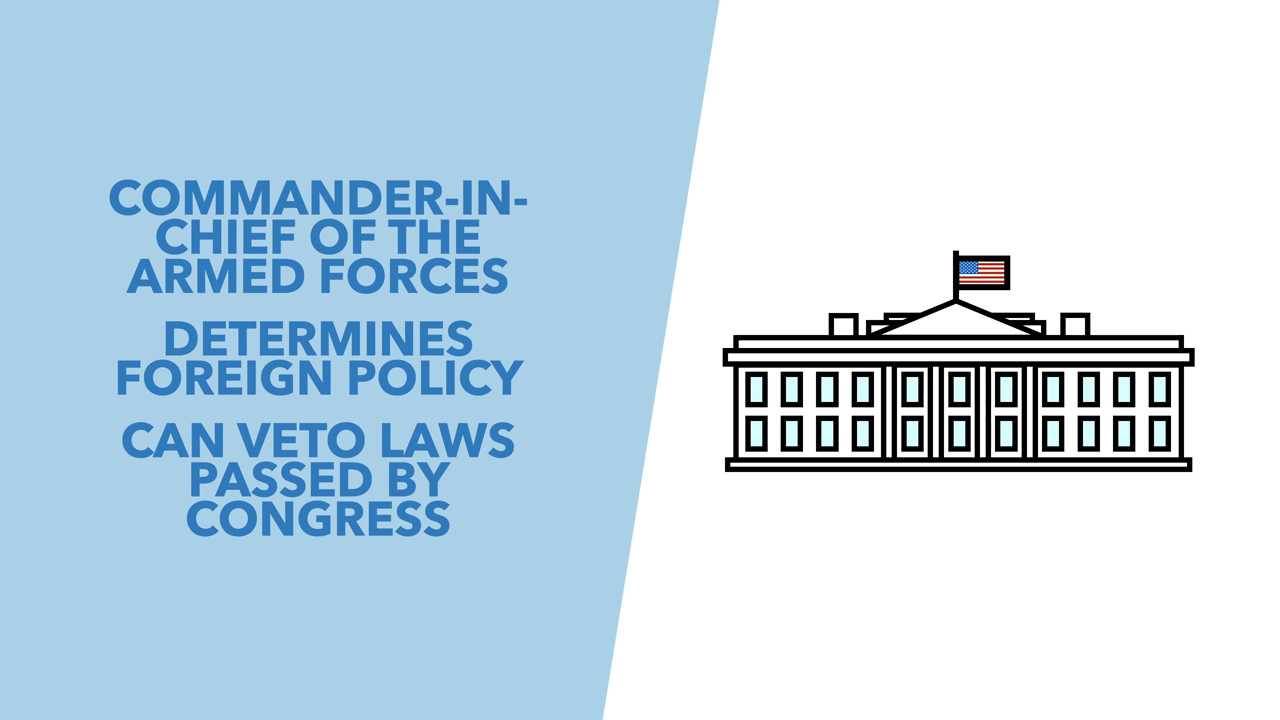 COMMANDER-IN-
CHIEF OF THE
ARMED FORCES
DETERMINES
FOREIGN POLICY
CAN VETO LAWS
PASSED BY
CONGRESS